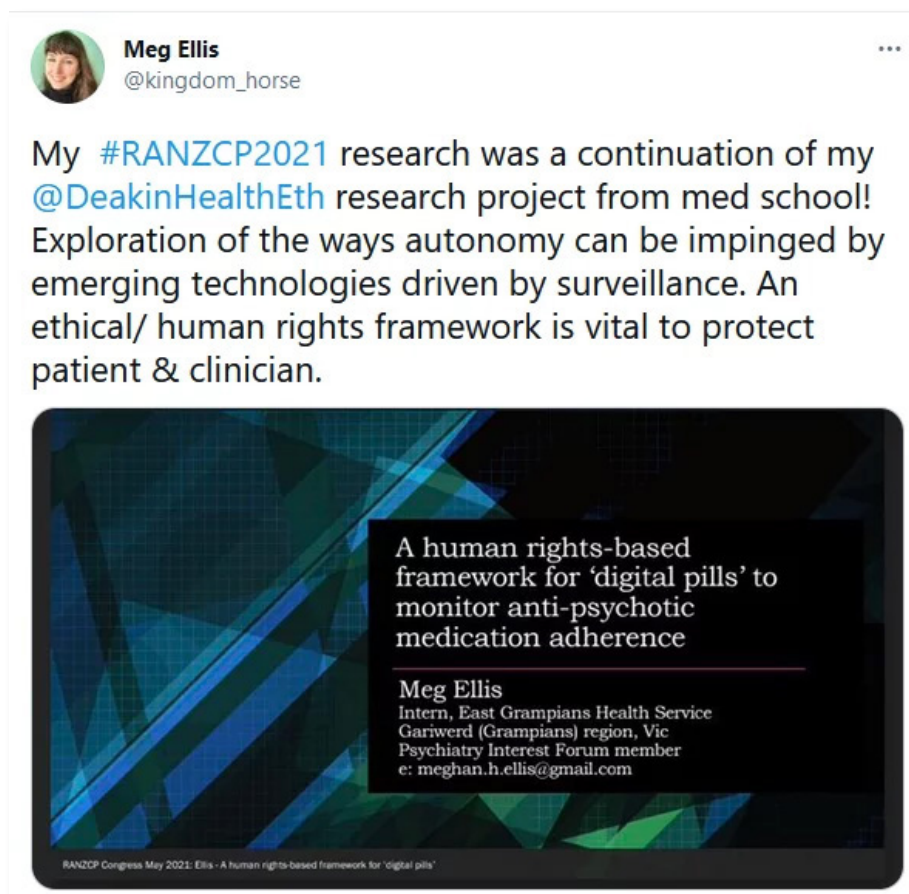 Meg Ellis
@kingdom_horse
My #RANZCP2021 research was a continuation of my
@DeakinHealthEth research project from med school!
Exploration of the ways autonomy can be impinged by
emerging technologies driven by surveillance. An
ethical/ human rights framework is vital to protect
patient & clinician.
A human rights-based
framework for ‘digital pills’ to
monitor anti-psychotic
medication adherence
Meg Ellis
Intern, East Grampians Health Service
Gariwerd (Grampians) region, Vic
Psychiatry Interest Forum member
e: meghan.h.ellis@gmail.com
RANZCP Congress May 2021: Ellis - A human rights-based framework for ‘digital pills’